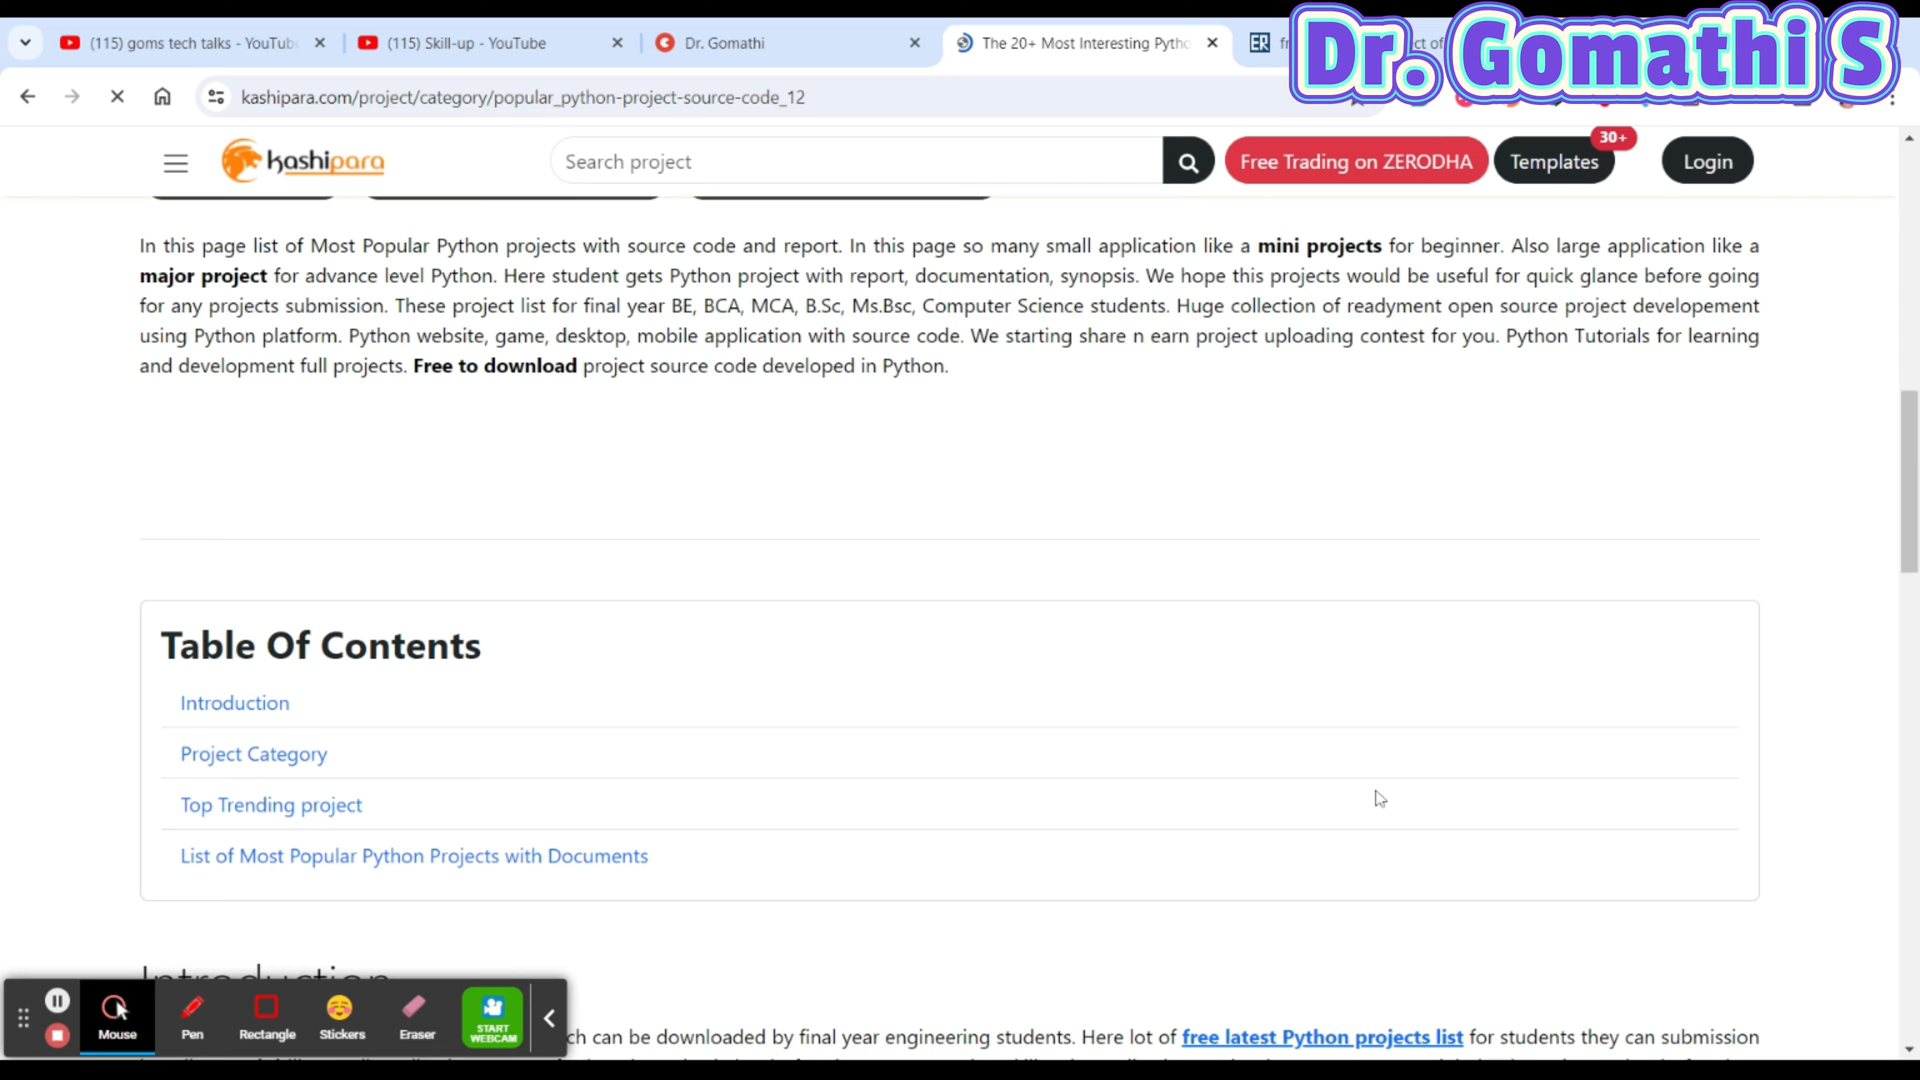 (115) goms tech talks - YouTub
(115) Skill-up - YouTube
Dr. Gomathi
The 20+ Most Interesting Pytho
ER
Dr. Gomathi S
kashipara.com/project/category/popular_python-project-source-code_12
kashipara
Search project
Free Trading on ZERODHA
Templates
30+
Login
In this page list of Most Popular Python projects with source code and report. In this page so many small application like a mini projects for beginner. Also large application like a
major project for advance level Python. Here student gets Python project with report, documentation, synopsis. We hope this projects would be useful for quick glance before going
for any projects submission. These project list for final year BE, BCA, MCA, B.Sc, Ms.Bsc, Computer Science students. Huge collection of readyment open source project developement
using Python platform. Python website, game, desktop, mobile application with source code. We starting share n earn project uploading contest for you. Python Tutorials for learning
and development full projects. Free to download project source code developed in Python.
Table Of Contents
Introduction
Project Category
Top Trending project
List of Most Popular Python Projects with Documents
Introduction
ch can be downloaded by final year engineering students. Here lot of free latest Python projects list for students they can submission
Mouse
Pen
Rectangle
Stickers
Eraser
START
WEBCAM